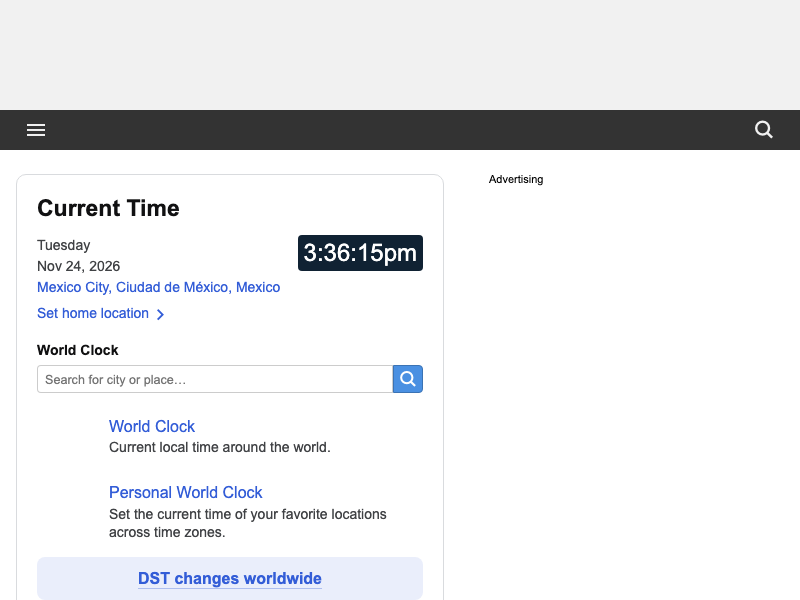 Advertising
Current Time
Tuesday
Nov 24, 2026
Mexico City, Ciudad de México, Mexico
3:36:15pm
Set home location
World Clock
Search for city or place…
World Clock
Current local time around the world.
Personal World Clock
Set the current time of your favorite locations
across time zones.
DST changes worldwide